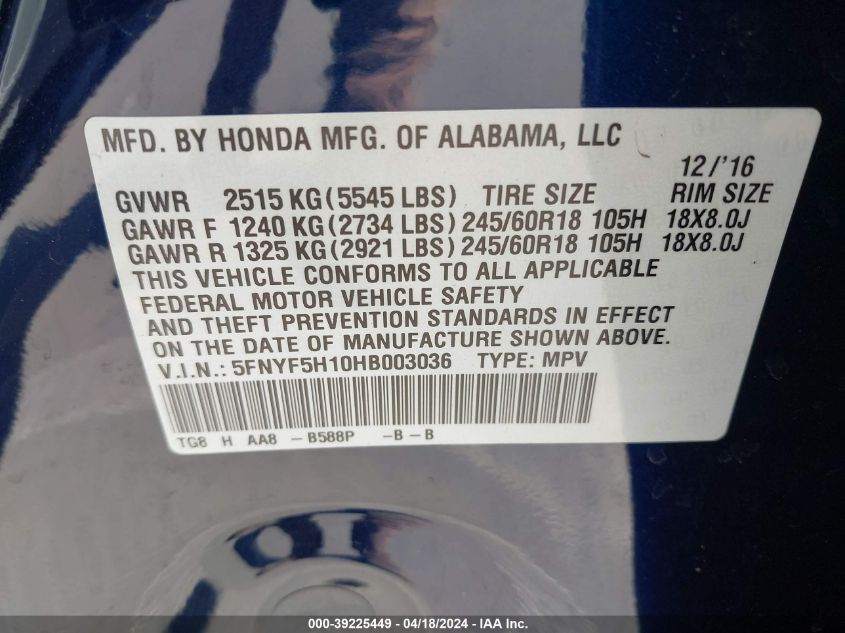 MFD. BY HONDA MFG. OF ALABAMA, LLC
12/'16
GVWR 2515 KG (5545 LBS) TIRE SIZE RIM SIZE
GAWR F 1240 KG (2734 LBS) 245/60R18 105H 18X8.0J
GAWR R 1325 KG (2921 LBS) 245/60R18 105H 18X8.0J
THIS VEHICLE CONFORMS TO ALL APPLICABLE
FEDERAL MOTOR VEHICLE SAFETY
AND THEFT PREVENTION STANDARDS IN EFFECT
ON THE DATE OF MANUFACTURE SHOWN ABOVE.
V.I.N.: 5FNYF5H10HB003036 TYPE: MPV
TG8 H AA8 -B588P -B-B
000-39225449 - 04/18/2024 - IAA Inc.